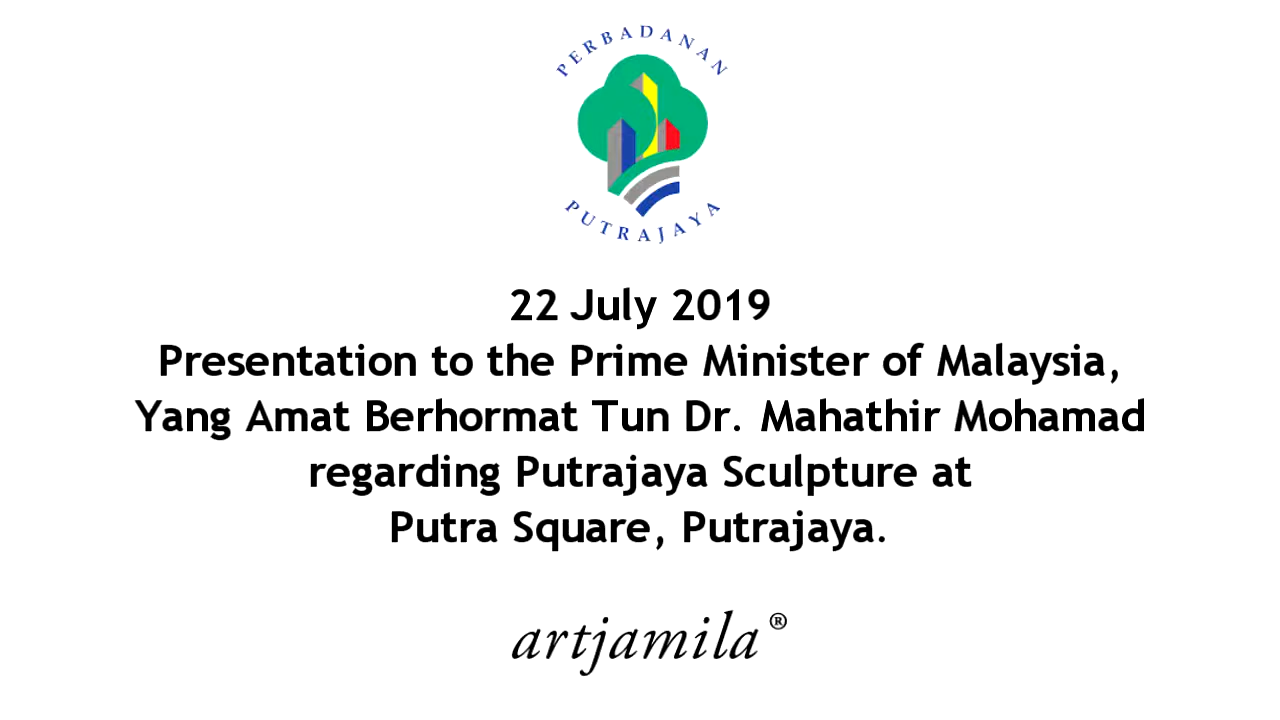 PERBADANAN
PUTRAJAYA
22 July 2019
Presentation to the Prime Minister of Malaysia,
Yang Amat Berhormat Tun Dr. Mahathir Mohamad
regarding Putrajaya Sculpture at
Putra Square, Putrajaya.
artjamila®